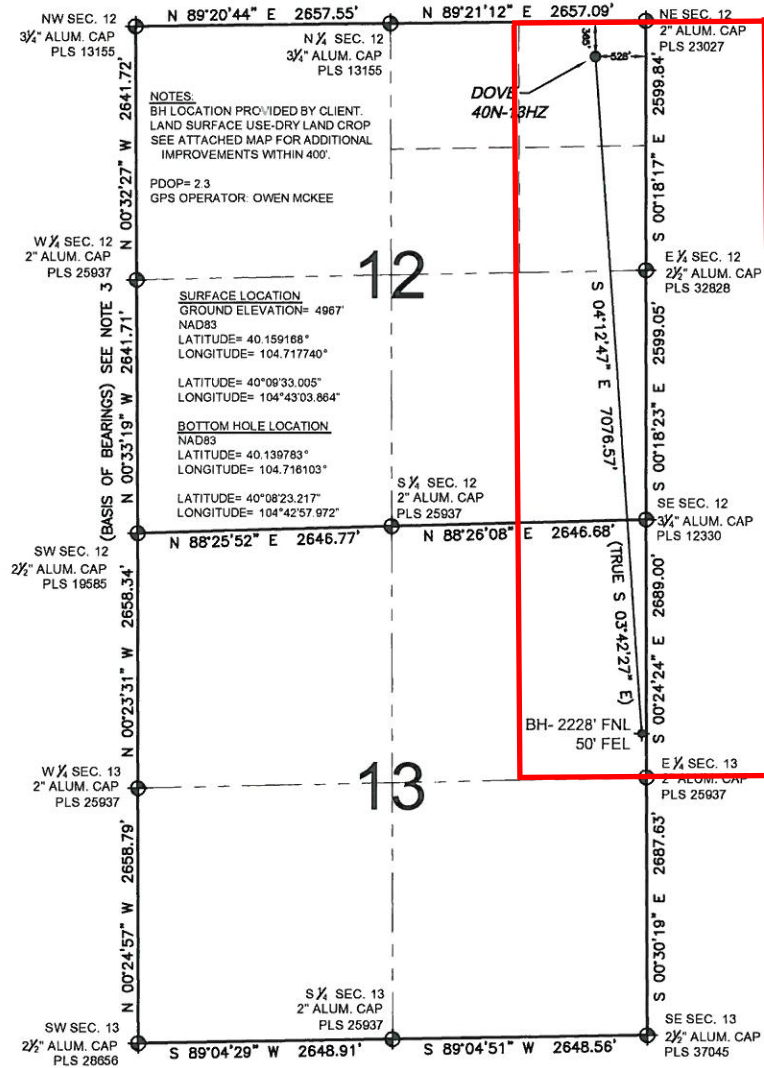 NW SEC. 12
3¼" ALUM. CAP
PLS 13155
N 89°20'44" E 2657.55'
N ¼ SEC. 12
3¼" ALUM. CAP
PLS 13155
N 89°21'12" E 2657.09'
NE SEC. 12
2" ALUM. CAP
PLS 23027
365'
528'
DOVE
40N-13HZ
NOTES:
BH LOCATION PROVIDED BY CLIENT.
LAND SURFACE USE-DRY LAND CROP
SEE ATTACHED MAP FOR ADDITIONAL
IMPROVEMENTS WITHIN 400'.
PDOP= 2.3
GPS OPERATOR: OWEN MCKEE
N 00°32'27" W 2641.72'
S 00°18'17" E 2599.84'
W ¼ SEC. 12
2" ALUM. CAP
PLS 25937
12
E ¼ SEC. 12
2½" ALUM. CAP
PLS 32828
SURFACE LOCATION
GROUND ELEVATION= 4967'
NAD83
LATITUDE= 40.159168°
LONGITUDE= 104.717740°
LATITUDE= 40°09'33.005"
LONGITUDE= 104°43'03.864"
BOTTOM HOLE LOCATION
NAD83
LATITUDE= 40.139783°
LONGITUDE= 104.716103°
LATITUDE= 40°08'23.217"
LONGITUDE= 104°42'57.972"
(BASIS OF BEARINGS) SEE NOTE 3
N 00°33'19" W 2641.71'
S 04°12'47" E 7076.57'
(TRUE S 03°42'27" E)
S 00°18'23" E 2599.05'
SW SEC. 12
2½" ALUM. CAP
PLS 19585
N 88°25'52" E 2646.77'
S ¼ SEC. 12
2" ALUM. CAP
PLS 25937
N 88°26'08" E 2646.68'
SE SEC. 12
3¼" ALUM. CAP
PLS 12330
N 00°23'31" W 2658.34'
S 00°24'24" E 2689.00'
BH- 2228' FNL
50' FEL
W ¼ SEC. 13
2" ALUM. CAP
PLS 25937
13
E ¼ SEC. 13
2" ALUM. CAP
PLS 25937
N 00°24'57" W 2658.79'
S 00°30'19" E 2687.63'
SW SEC. 13
2½" ALUM. CAP
PLS 28656
S 89°04'29" W 2648.91'
S ¼ SEC. 13
2" ALUM. CAP
PLS 25937
S 89°04'51" W 2648.56'
SE SEC. 13
2½" ALUM. CAP
PLS 37045